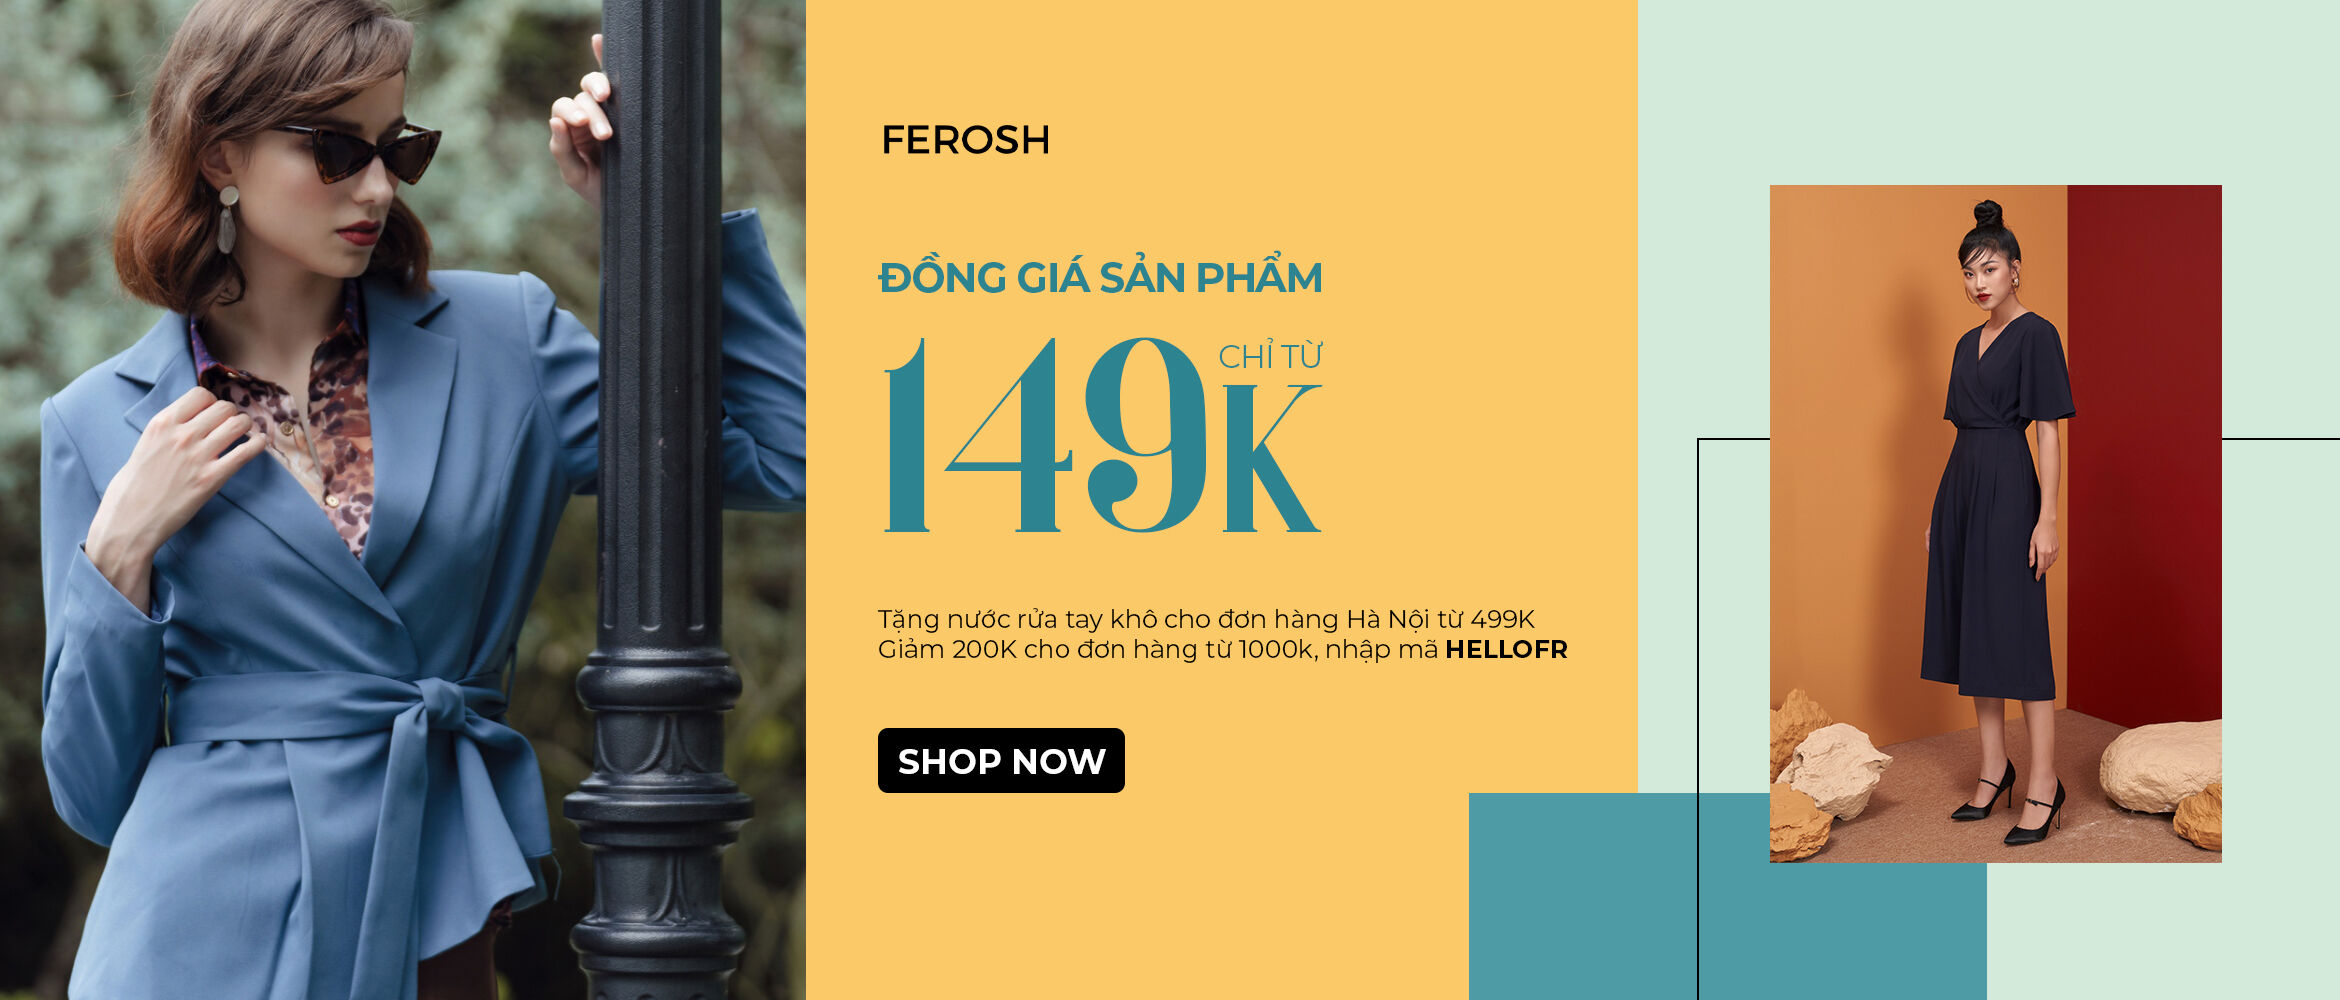 FEROSH
ĐỒNG GIÁ SẢN PHẨM
CHỈ TỪ
149K
Tặng nước rửa tay khô cho đơn hàng Hà Nội từ 499K
Giảm 200K cho đơn hàng từ 1000k, nhập mã HELLOFR
SHOP NOW